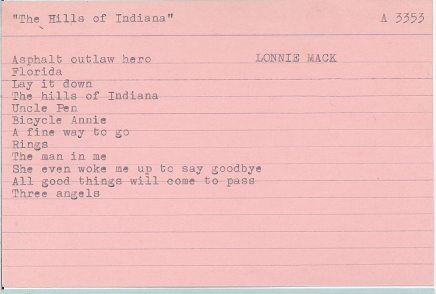 "The Hills of Indiana" A 3353
Asphalt outlaw hero LONNIE MACK
Florida
Lay it down
The hills of Indiana
Uncle Pen
Bicycle Annie
A fine way to go
Rings
The man in me
She even woke me up to say goodbye
All good things will come to pass
Three angels